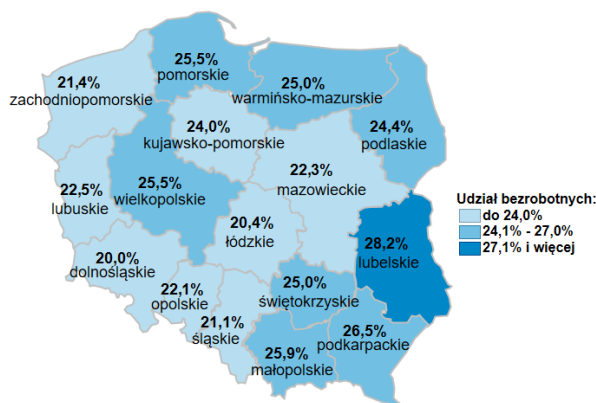 25,5%
pomorskie
21,4%
zachodniopomorskie
25,0%
warmińsko-mazurskie
24,0%
kujawsko-pomorskie
24,4%
podlaskie
22,3%
mazowieckie
22,5%
lubuskie
25,5%
wielkopolskie
20,4%
łódzkie
28,2%
lubelskie
20,0%
dolnośląskie
22,1%
opolskie
21,1%
śląskie
25,0%
świętokrzyskie
25,9%
małopolskie
26,5%
podkarpackie
Udział bezrobotnych:
do 24,0%
24,1% - 27,0%
27,1% i więcej